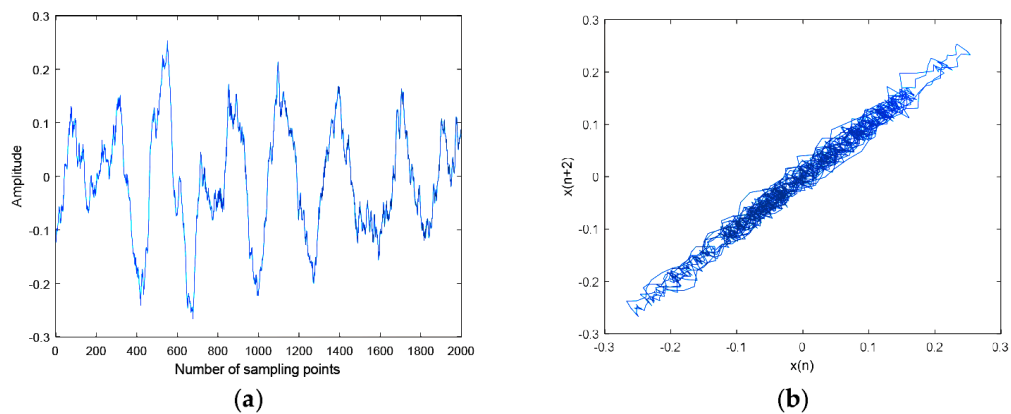 0.3
0.2
0.1
0
-0.1
-0.2
-0.3
Amplitude
0 200 400 600 800 1000 1200 1400 1600 1800 2000
Number of sampling points
(a)
0.3
0.2
0.1
0
-0.1
-0.2
-0.3
x(n+2)
-0.3 -0.2 -0.1 0 0.1 0.2 0.3
x(n)
(b)